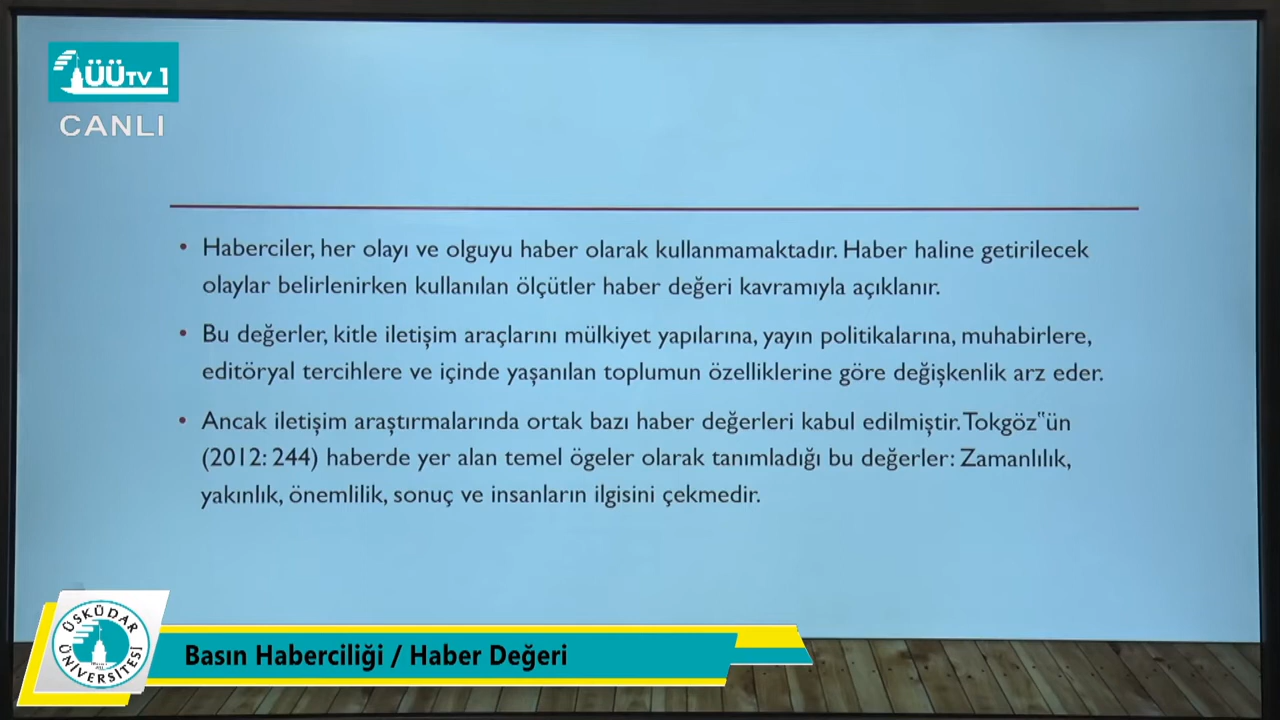 ÜÜTV 1
CANLI
• Haberciler, her olayı ve olguyu haber olarak kullanmamaktadır. Haber haline getirilecek
olaylar belirlenirken kullanılan ölçütler haber değeri kavramıyla açıklanır.
• Bu değerler, kitle iletişim araçlarını mülkiyet yapılarına, yayın politikalarına, muhabirlere,
editöryal tercihlere ve içinde yaşanılan toplumun özelliklerine göre değişkenlik arz eder.
• Ancak iletişim araştırmalarında ortak bazı haber değerleri kabul edilmiştir. Tokgöz‟ün
(2012: 244) haberde yer alan temel ögeler olarak tanımladığı bu değerler: Zamanlılık,
yakınlık, önemlilik, sonuç ve insanların ilgisini çekmedir.
ÜSKÜDAR
ÜNİVERSİTESİ
Basın Haberciliği / Haber Değeri